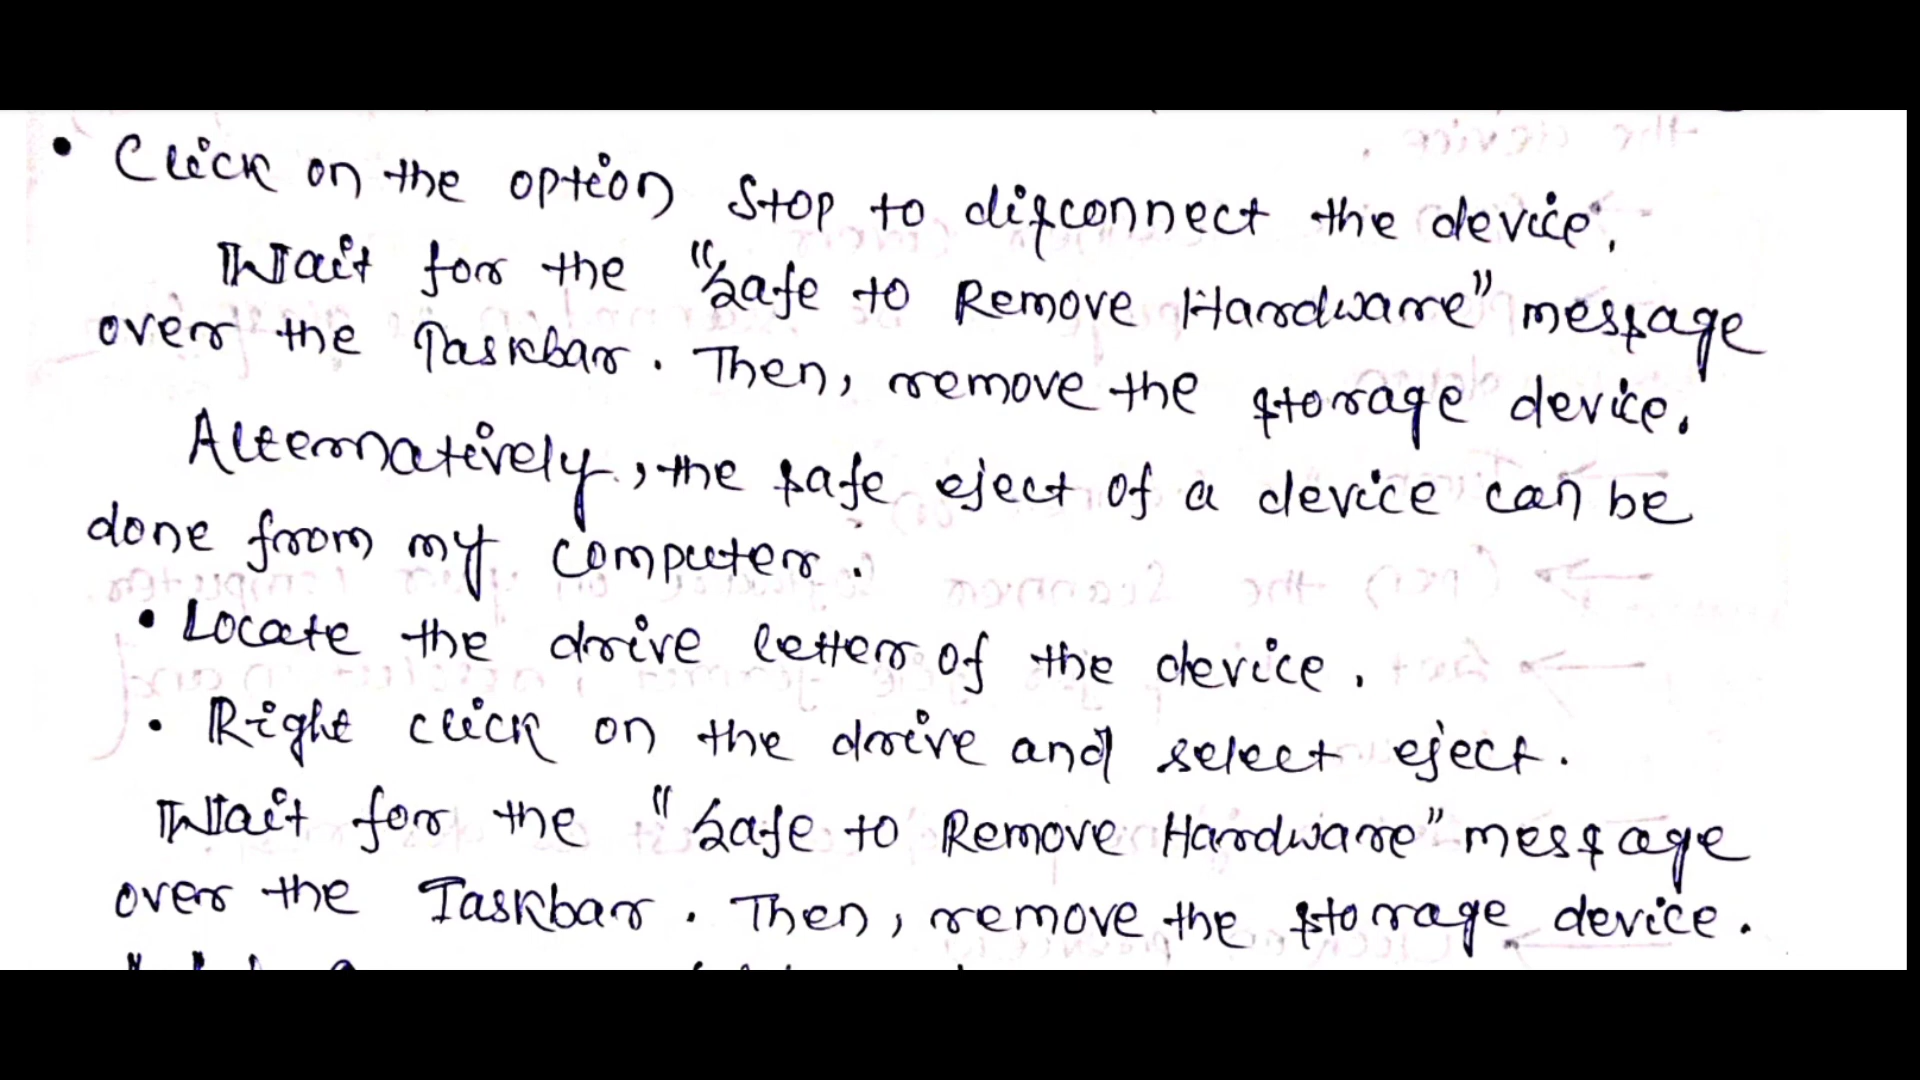 • Click on the option Stop to disconnect the device.
Wait for the "Safe to Remove Hardware" message
over the Taskbar. Then, remove the storage device.
Alternatively, the safe eject of a device can be
done from my computer.
• Locate the drive letter of the device.
• Right click on the drive and select eject.
Wait for the "Safe to Remove Hardware" message
over the Taskbar. Then, remove the storage device.